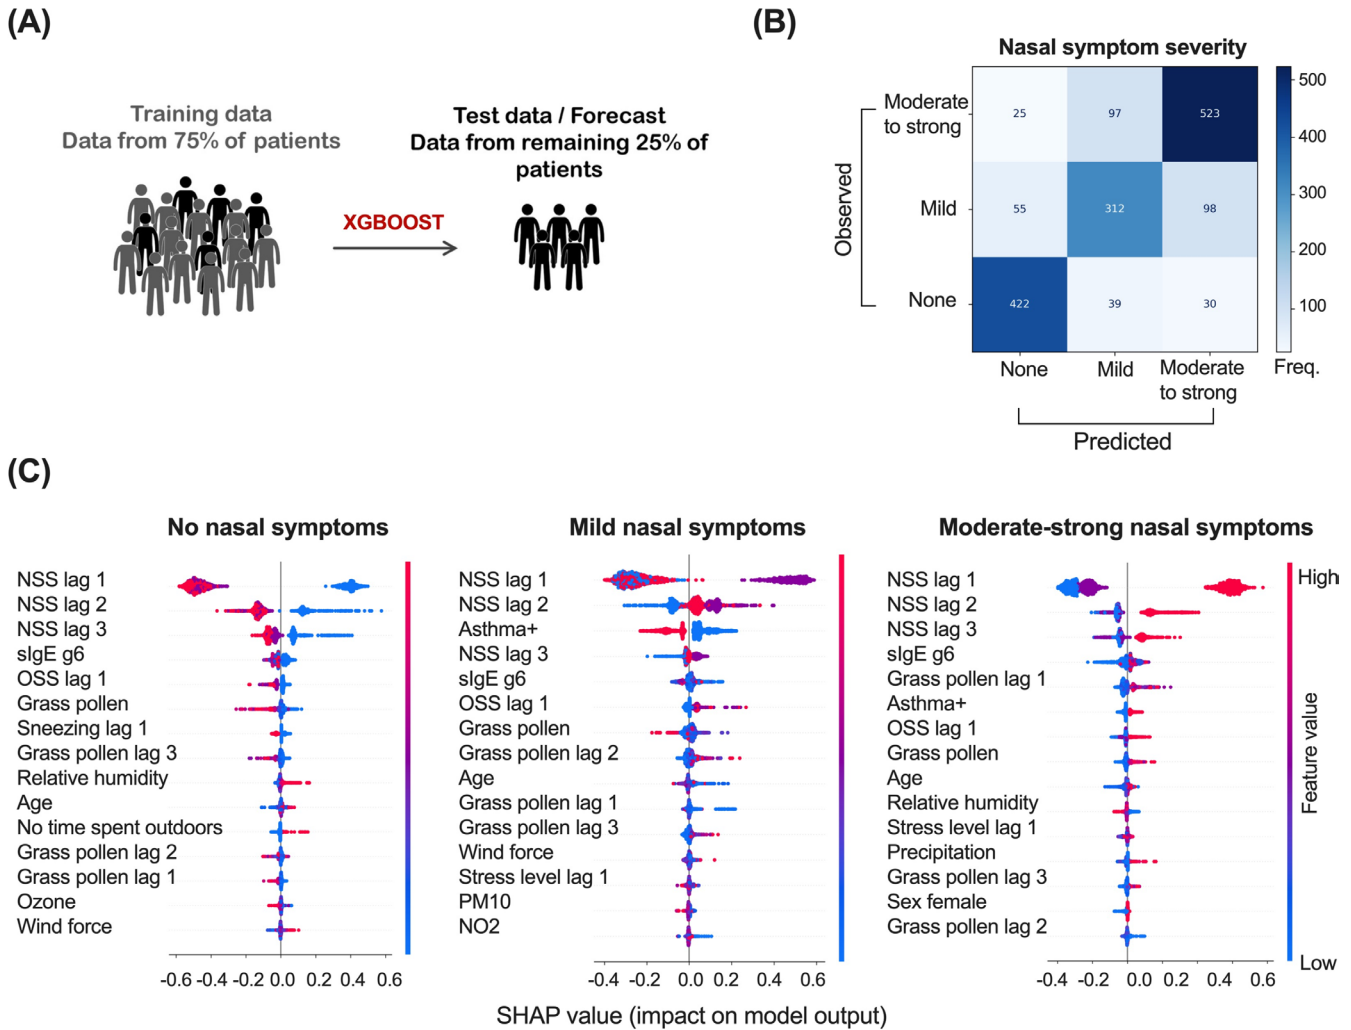 (A)
Training data
Data from 75% of patients
XGBOOST
Test data / Forecast
Data from remaining 25% of
patients
(B)
Nasal symptom severity
Observed
Moderate
to strong
Mild
None
25
97
523
55
312
98
422
39
30
None
Mild
Moderate
to strong
Predicted
500
400
300
200
100
Freq.
(C)
No nasal symptoms
NSS lag 1
NSS lag 2
NSS lag 3
sIgE g6
OSS lag 1
Grass pollen
Sneezing lag 1
Grass pollen lag 3
Relative humidity
Age
No time spent outdoors
Grass pollen lag 2
Grass pollen lag 1
Ozone
Wind force
-0.6 -0.4 -0.2 0.0 0.2 0.4 0.6
Mild nasal symptoms
NSS lag 1
NSS lag 2
Asthma+
NSS lag 3
sIgE g6
OSS lag 1
Grass pollen
Grass pollen lag 2
Age
Grass pollen lag 1
Grass pollen lag 3
Wind force
Stress level lag 1
PM10
NO2
-0.4 -0.2 0.0 0.2 0.4 0.6
Moderate-strong nasal symptoms
NSS lag 1
NSS lag 2
NSS lag 3
sIgE g6
Grass pollen lag 1
Asthma+
OSS lag 1
Grass pollen
Age
Relative humidity
Stress level lag 1
Precipitation
Grass pollen lag 3
Sex female
Grass pollen lag 2
-0.4 -0.2 0.0 0.2 0.4 0.6
High
Feature value
Low
SHAP value (impact on model output)